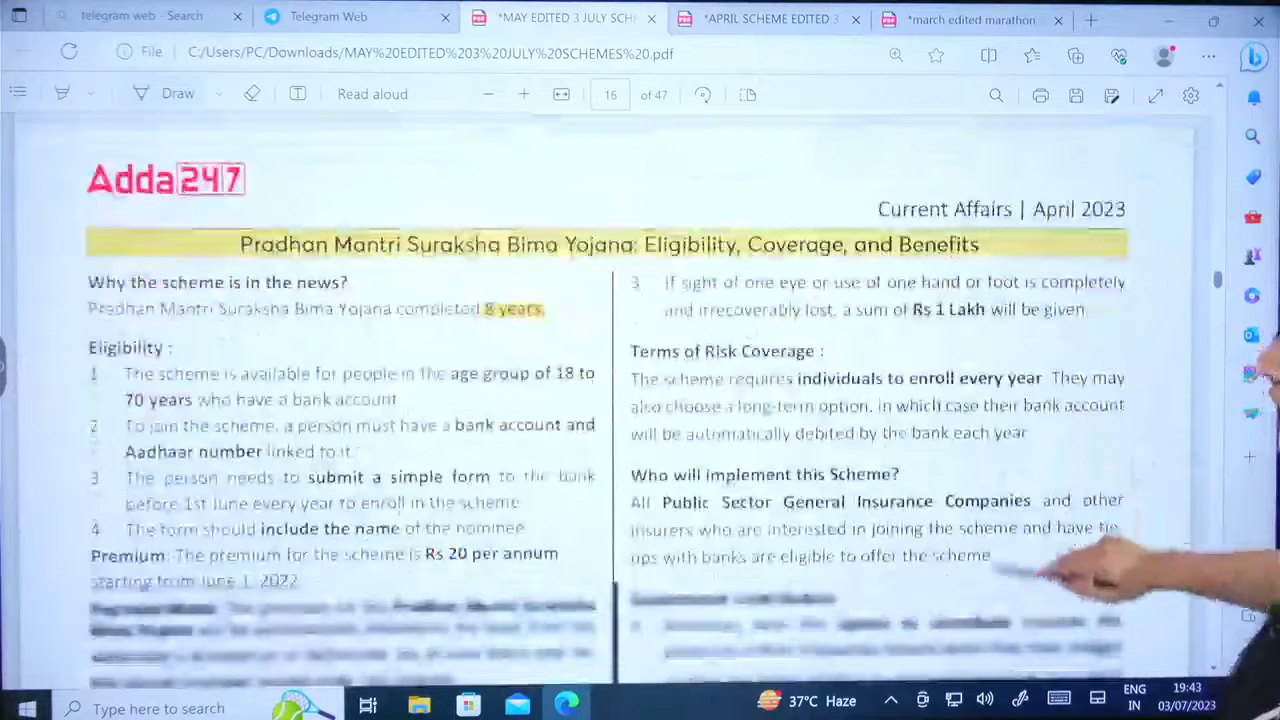 telegram web - Search
Telegram Web
*MAY EDITED 3 JULY SCHE
*APRIL SCHEME EDITED 3
*march edited marathon
File
C:/Users/PC/Downloads/MAY%20EDITED%203%20JULY%20SCHEMES%20.pdf
Draw
Read aloud
16
of 47
Adda247
Current Affairs | April 2023
Pradhan Mantri Suraksha Bima Yojana: Eligibility, Coverage, and Benefits
Why the scheme is in the news?
Pradhan Mantri Suraksha Bima Yojana completed 8 years.
Eligibility :
1 The scheme is available for people in the age group of 18 to
70 years who have a bank account
2 To join the scheme, a person must have a bank account and
Aadhaar number linked to it
3 The person needs to submit a simple form to the bank
before 1st June every year to enroll in the scheme
4 The form should include the name of the nominee
Premium: The premium for the scheme is Rs 20 per annum
starting from June 1, 2022
3 If sight of one eye or use of one hand or foot is completely
and irrecoverably lost, a sum of Rs 1 Lakh will be given.
Terms of Risk Coverage :
The scheme requires individuals to enroll every year They may
also choose a long-term option, in which case their bank account
will be automatically debited by the bank each year
Who will implement this Scheme?
All Public Sector General Insurance Companies and other
insurers who are interested in joining the scheme and have tie
ups with banks are eligible to offer the scheme
Type here to search
37°C Haze
ENG
IN
19:43
03/07/2023